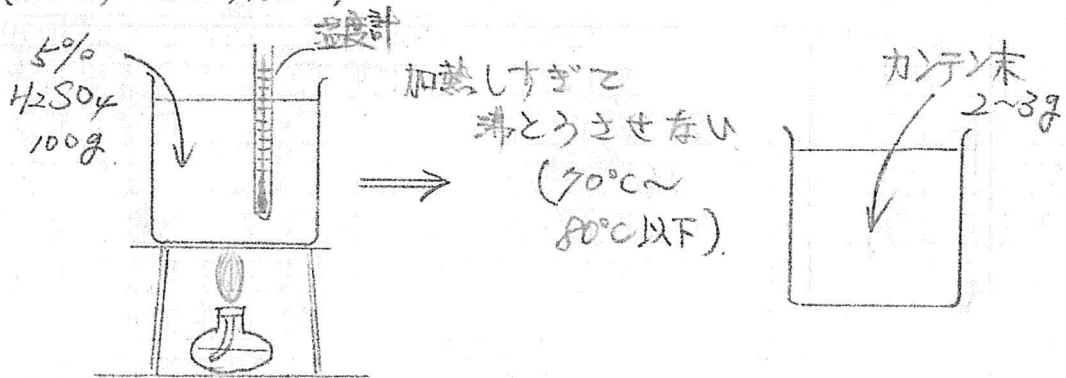 温度計
5%
H2SO4
100g
加熱しすぎて
沸とうさせない
(70°C~
80°C以下)
カンテン末
2~3g